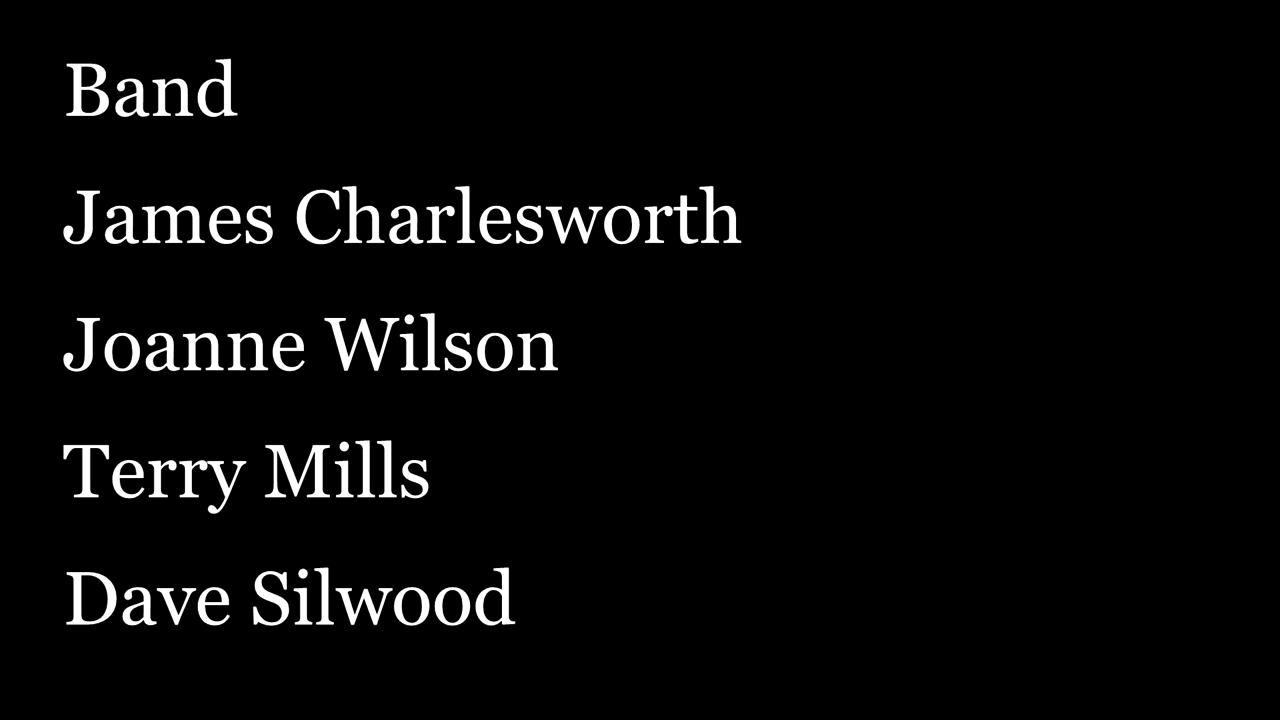 Band
James Charlesworth
Joanne Wilson
Terry Mills
Dave Silwood